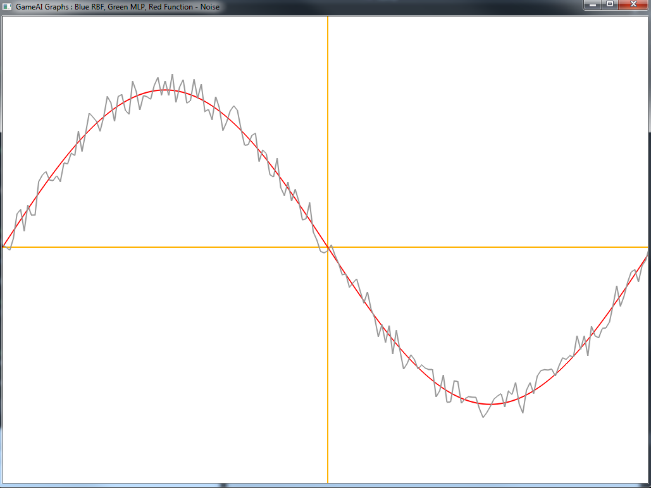 GameAI Graphs : Blue RBF, Green MLP, Red Function - Noise